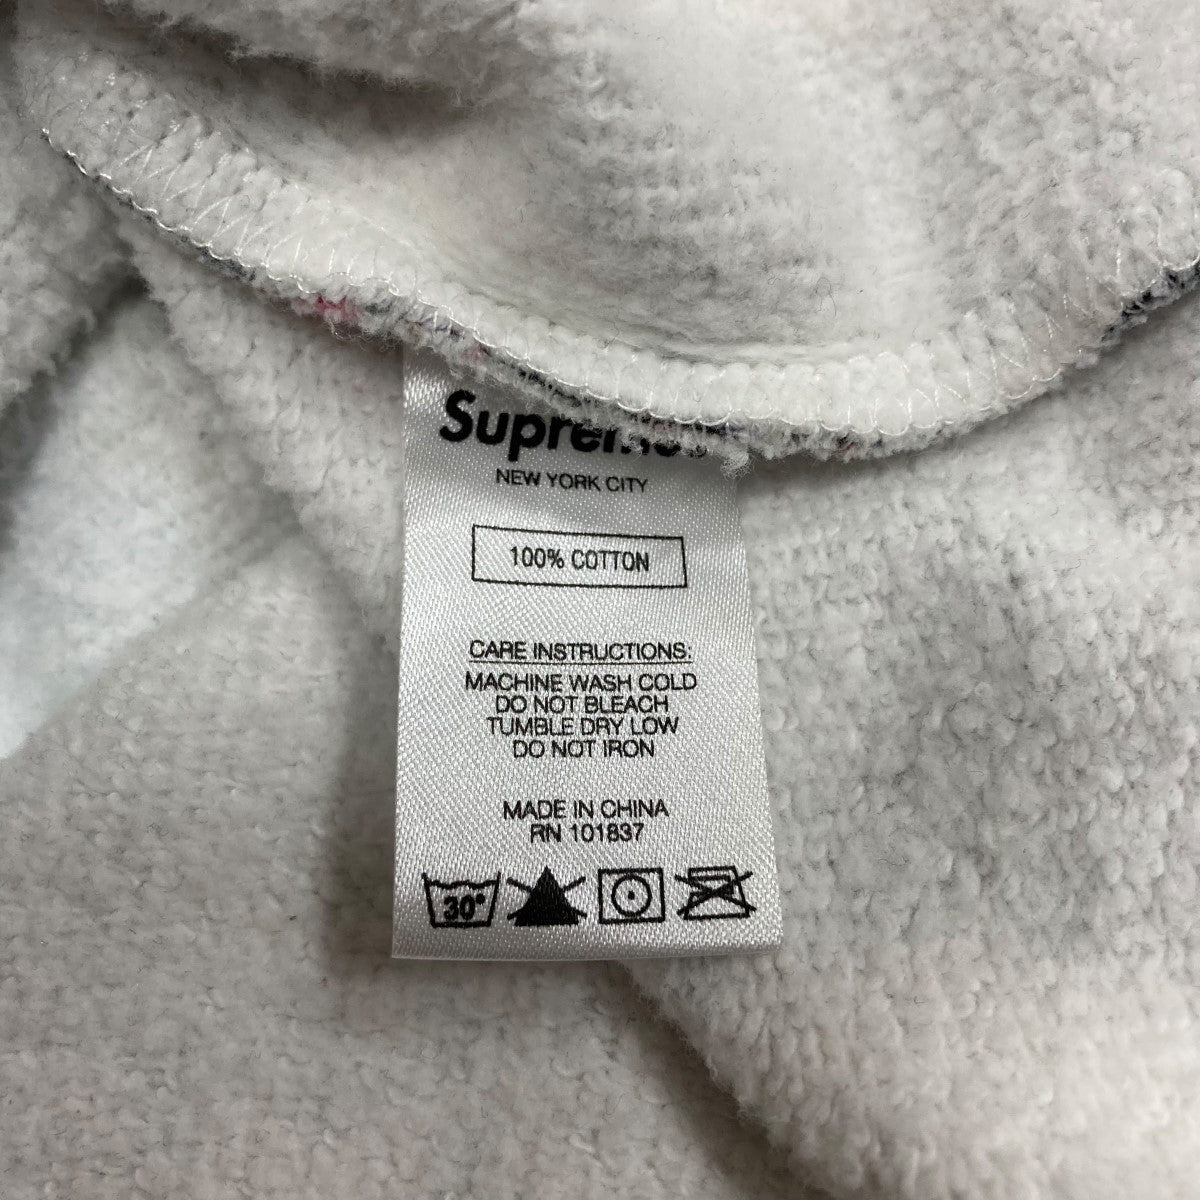 Supreme
NEW YORK CITY
100% COTTON
CARE INSTRUCTIONS:
MACHINE WASH COLD
DO NOT BLEACH
TUMBLE DRY LOW
DO NOT IRON
MADE IN CHINA
RN 101837
30°